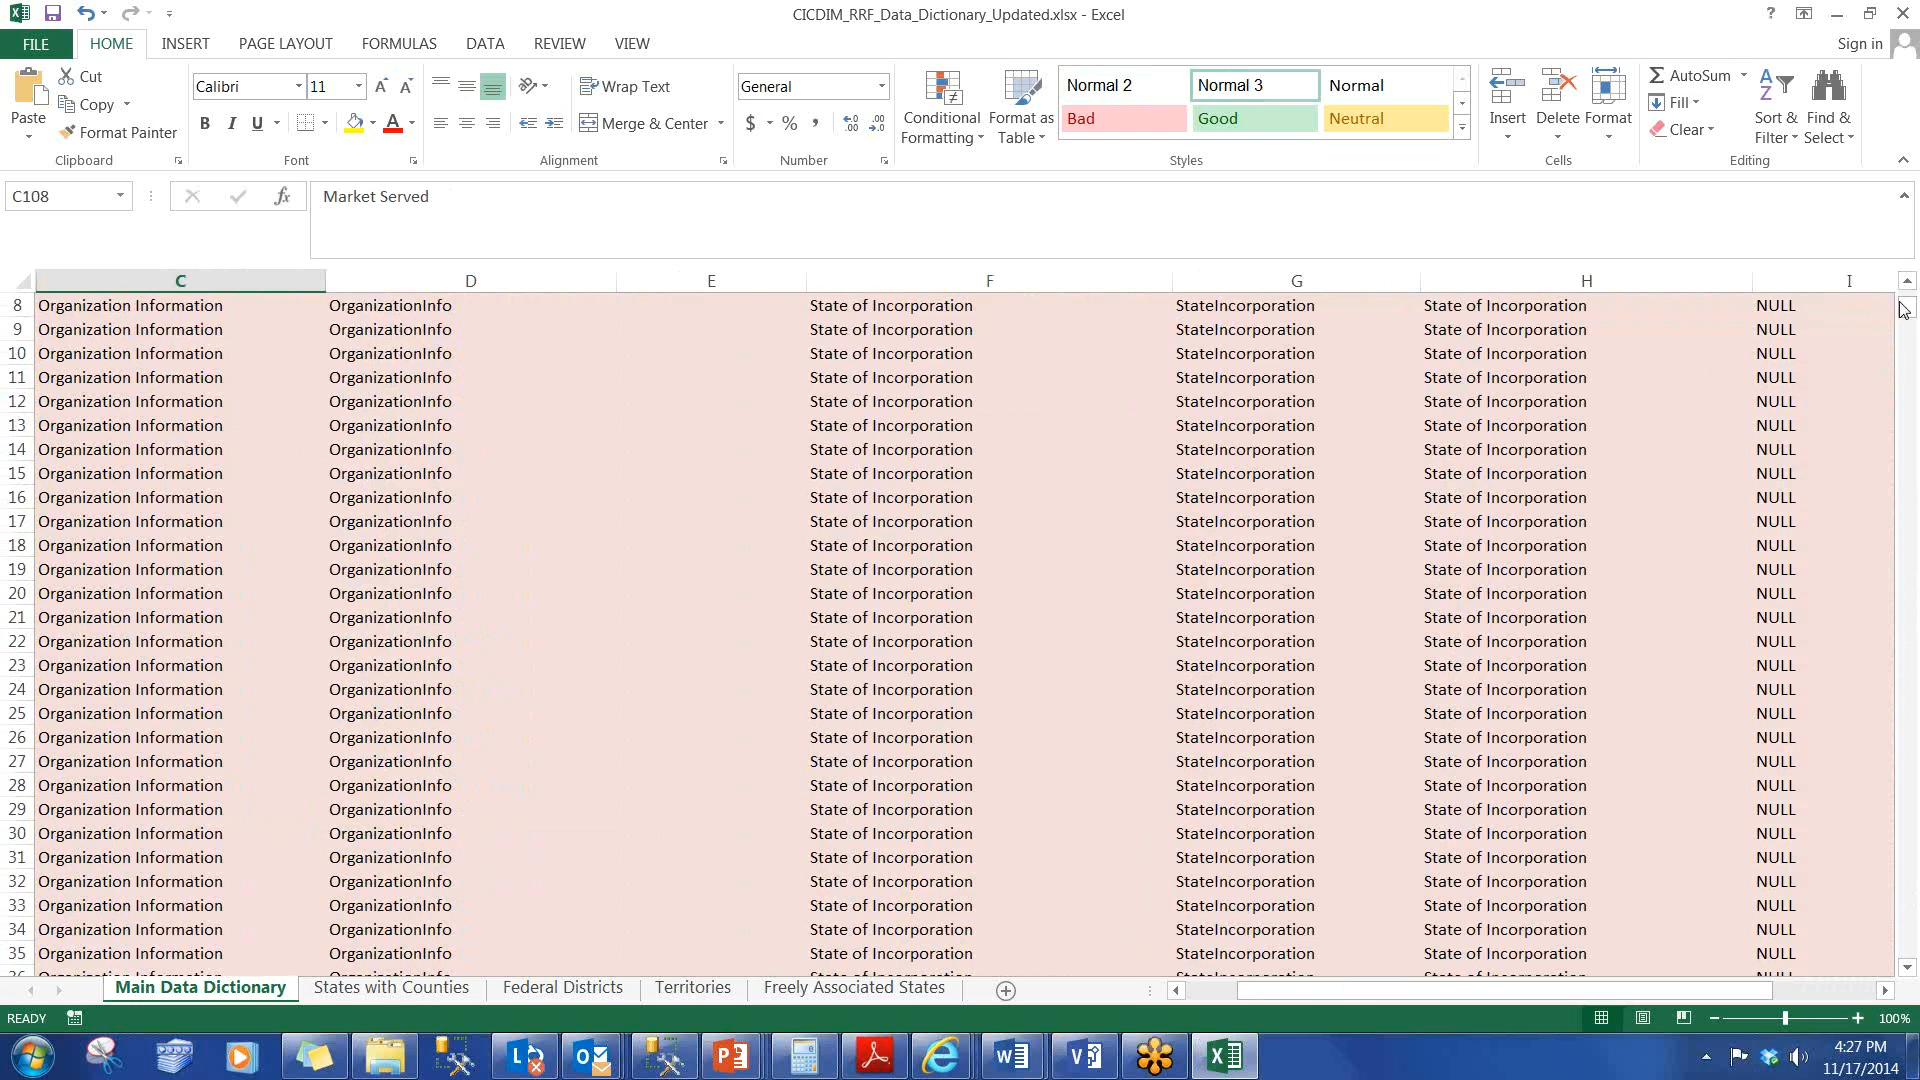 CICDIM_RRF_Data_Dictionary_Updated.xlsx - Excel
FILE HOME INSERT PAGE LAYOUT FORMULAS DATA REVIEW VIEW Sign in
Paste Cut Copy Format Painter Clipboard
Calibri 11 B I U Font
Wrap Text Merge & Center Alignment
General $ % , Number
Conditional Formatting Format as Table
Normal 2 Normal 3 Normal
Bad Good Neutral
Styles
Insert Delete Format Cells
AutoSum Fill Clear Sort & Filter Find & Select Editing
C108 fx Market Served
C D E F G H I
8 Organization Information OrganizationInfo State of Incorporation StateIncorporation State of Incorporation NULL
9 Organization Information OrganizationInfo State of Incorporation StateIncorporation State of Incorporation NULL
10 Organization Information OrganizationInfo State of Incorporation StateIncorporation State of Incorporation NULL
11 Organization Information OrganizationInfo State of Incorporation StateIncorporation State of Incorporation NULL
12 Organization Information OrganizationInfo State of Incorporation StateIncorporation State of Incorporation NULL
13 Organization Information OrganizationInfo State of Incorporation StateIncorporation State of Incorporation NULL
14 Organization Information OrganizationInfo State of Incorporation StateIncorporation State of Incorporation NULL
15 Organization Information OrganizationInfo State of Incorporation StateIncorporation State of Incorporation NULL
16 Organization Information OrganizationInfo State of Incorporation StateIncorporation State of Incorporation NULL
17 Organization Information OrganizationInfo State of Incorporation StateIncorporation State of Incorporation NULL
18 Organization Information OrganizationInfo State of Incorporation StateIncorporation State of Incorporation NULL
19 Organization Information OrganizationInfo State of Incorporation StateIncorporation State of Incorporation NULL
20 Organization Information OrganizationInfo State of Incorporation StateIncorporation State of Incorporation NULL
21 Organization Information OrganizationInfo State of Incorporation StateIncorporation State of Incorporation NULL
22 Organization Information OrganizationInfo State of Incorporation StateIncorporation State of Incorporation NULL
23 Organization Information OrganizationInfo State of Incorporation StateIncorporation State of Incorporation NULL
24 Organization Information OrganizationInfo State of Incorporation StateIncorporation State of Incorporation NULL
25 Organization Information OrganizationInfo State of Incorporation StateIncorporation State of Incorporation NULL
26 Organization Information OrganizationInfo State of Incorporation StateIncorporation State of Incorporation NULL
27 Organization Information OrganizationInfo State of Incorporation StateIncorporation State of Incorporation NULL
28 Organization Information OrganizationInfo State of Incorporation StateIncorporation State of Incorporation NULL
29 Organization Information OrganizationInfo State of Incorporation StateIncorporation State of Incorporation NULL
30 Organization Information OrganizationInfo State of Incorporation StateIncorporation State of Incorporation NULL
31 Organization Information OrganizationInfo State of Incorporation StateIncorporation State of Incorporation NULL
32 Organization Information OrganizationInfo State of Incorporation StateIncorporation State of Incorporation NULL
33 Organization Information OrganizationInfo State of Incorporation StateIncorporation State of Incorporation NULL
34 Organization Information OrganizationInfo State of Incorporation StateIncorporation State of Incorporation NULL
35 Organization Information OrganizationInfo State of Incorporation StateIncorporation State of Incorporation NULL
Main Data Dictionary States with Counties Federal Districts Territories Freely Associated States
READY 100%
4:27 PM
11/17/2014